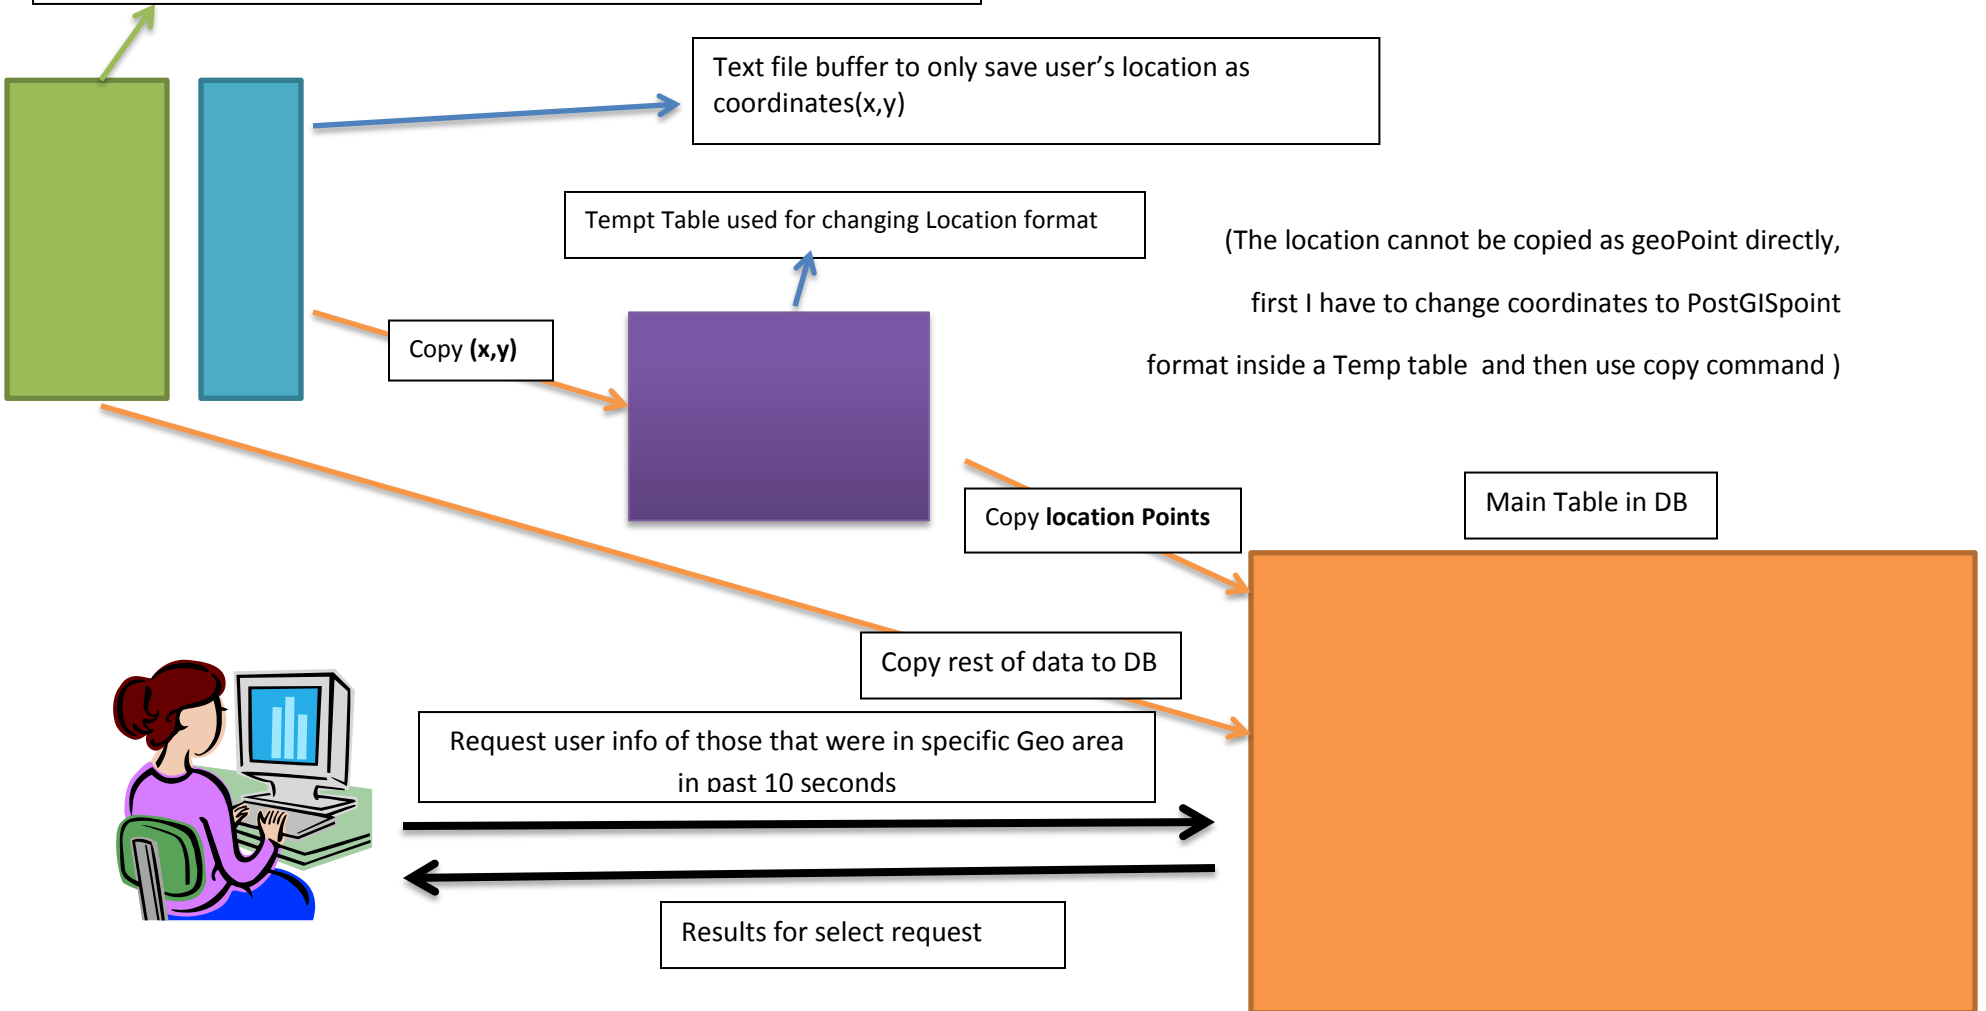 Text file buffer to only save user’s location as
coordinates(x,y)
Tempt Table used for changing Location format
(The location cannot be copied as geoPoint directly,
first I have to change coordinates to PostGISpoint
format inside a Temp table  and then use copy command )
Copy (x,y)
Main Table in DB
Copy location Points
Copy rest of data to DB
Request user info of those that were in specific Geo area
in past 10 seconds
Results for select request